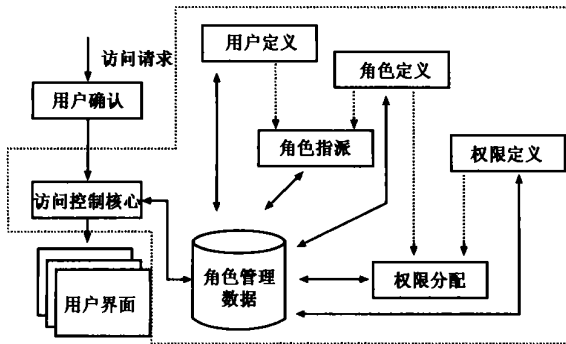 访问请求
用户定义
角色定义
用户确认
角色指派
权限定义
访问控制核心
角色管理
数据
权限分配
用户界面